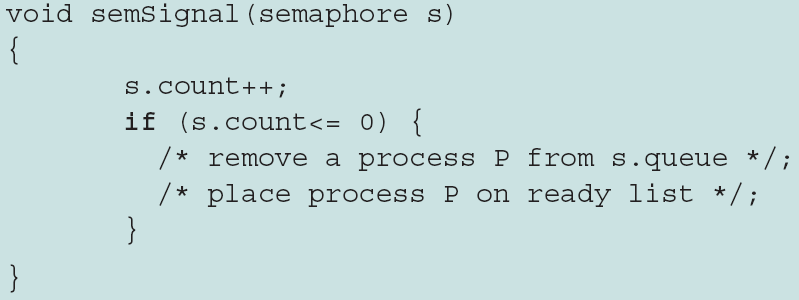 void semSignal(semaphore s)
{
        s.count++;
        if (s.count<= 0) {
          /* remove a process P from s.queue */;
          /* place process P on ready list */;
        }
}